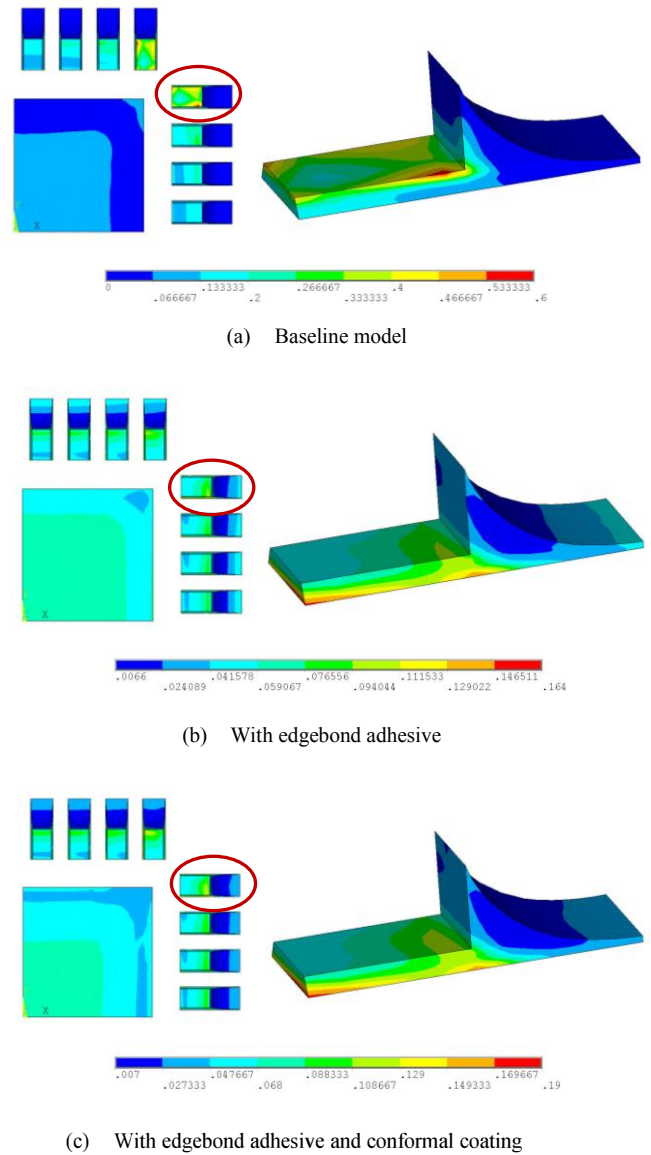 Y
X
0 .133333 .266667 .4 .533333
.066667 .2 .333333 .466667 .6
(a) Baseline model
X
.0066 .041578 .076556 .111533 .146511
.024089 .059067 .094044 .129022 .164
(b) With edgebond adhesive
X
.007 .047667 .088333 .129 .169667
.027333 .068 .108667 .149333 .19
(c) With edgebond adhesive and conformal coating